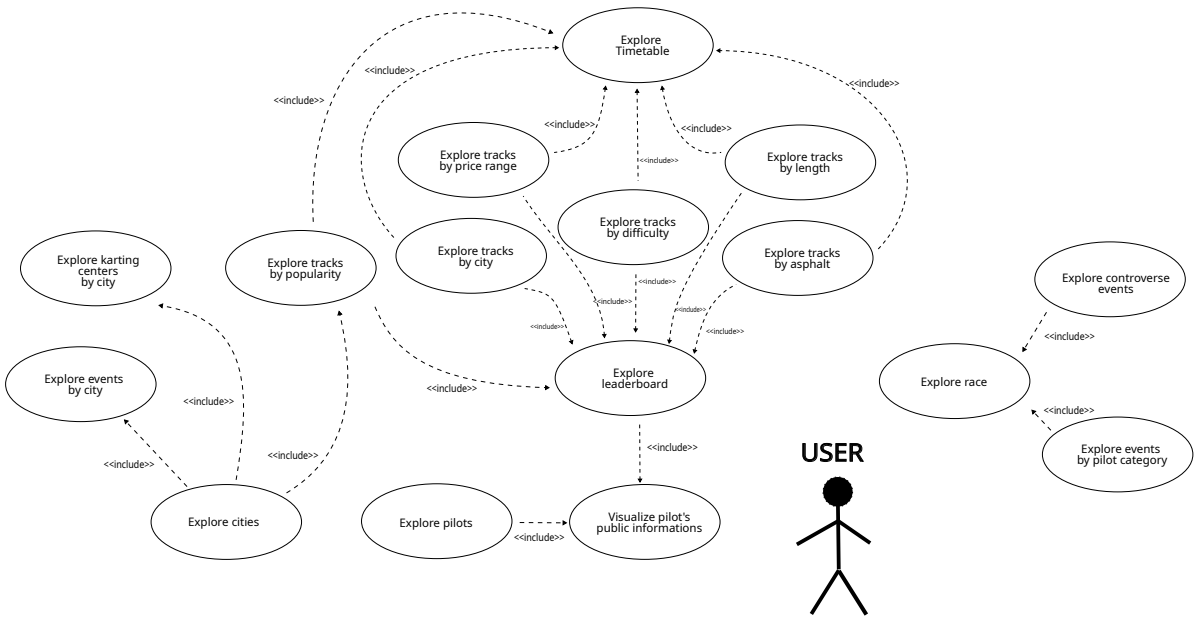 Explore
Timetable
<<include>>
<<include>>
<<include>>
<<include>>
<<include>>
<<include>>
Explore tracks
by price range
Explore tracks
by length
Explore tracks
by difficulty
Explore tracks
by city
Explore tracks
by asphalt
Explore karting
centers
by city
Explore tracks
by popularity
Explore controverse
events
<<include>>
<<include>>
<<include>>
<<include>>
<<include>>
<<include>>
<<include>>
Explore events
by city
Explore
leaderboard
Explore race
<<include>>
<<include>>
<<include>>
Explore events
by pilot category
<<include>>
<<include>>
<<include>>
USER
Explore cities
Explore pilots
Visualize pilot's
public informations
<<include>>